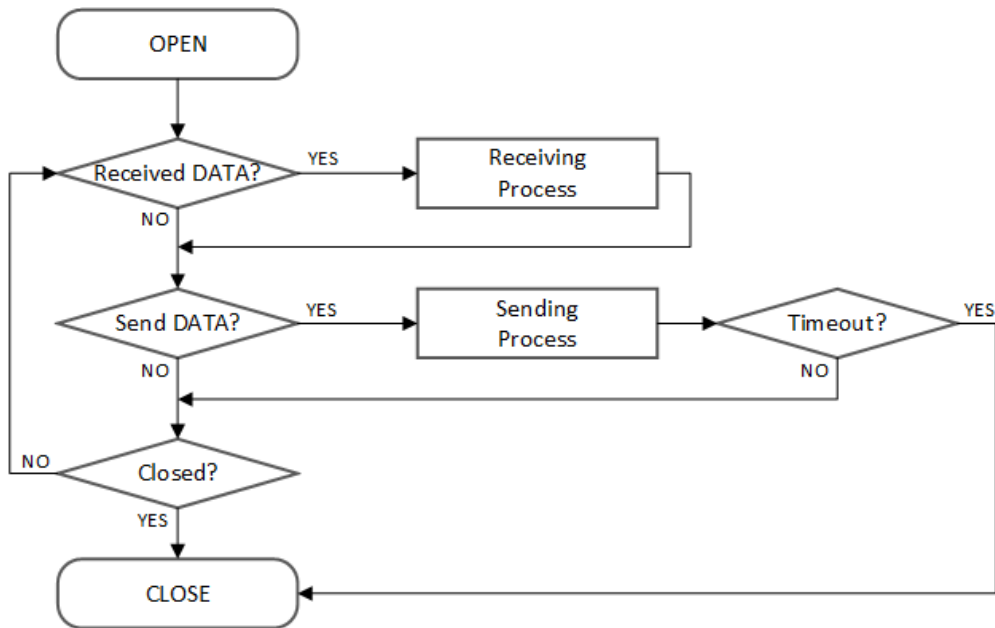 OPEN
Received DATA?
YES
Receiving
Process
NO
Send DATA?
YES
Sending
Process
Timeout?
YES
NO
NO
Closed?
NO
YES
CLOSE